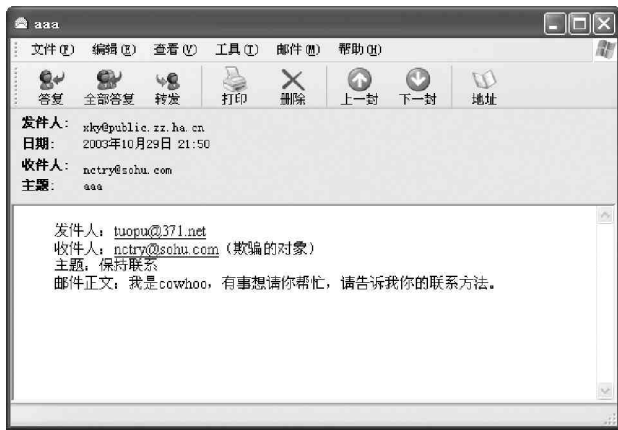 aaa
文件(F) 编辑(E) 查看(V) 工具(T) 邮件(M) 帮助(H)
答复 全部答复 转发 打印 删除 上一封 下一封 地址
发件人: xky@public.zz.ha.cn
日期: 2003年10月29日 21:50
收件人: nctry@sohu.com
主题: aaa
发件人：tuopu@371.net
收件人：nctry@sohu.com（欺骗的对象）
主题：保持联系
邮件正文：我是cowhoo，有事想请你帮忙，请告诉我你的联系方法。